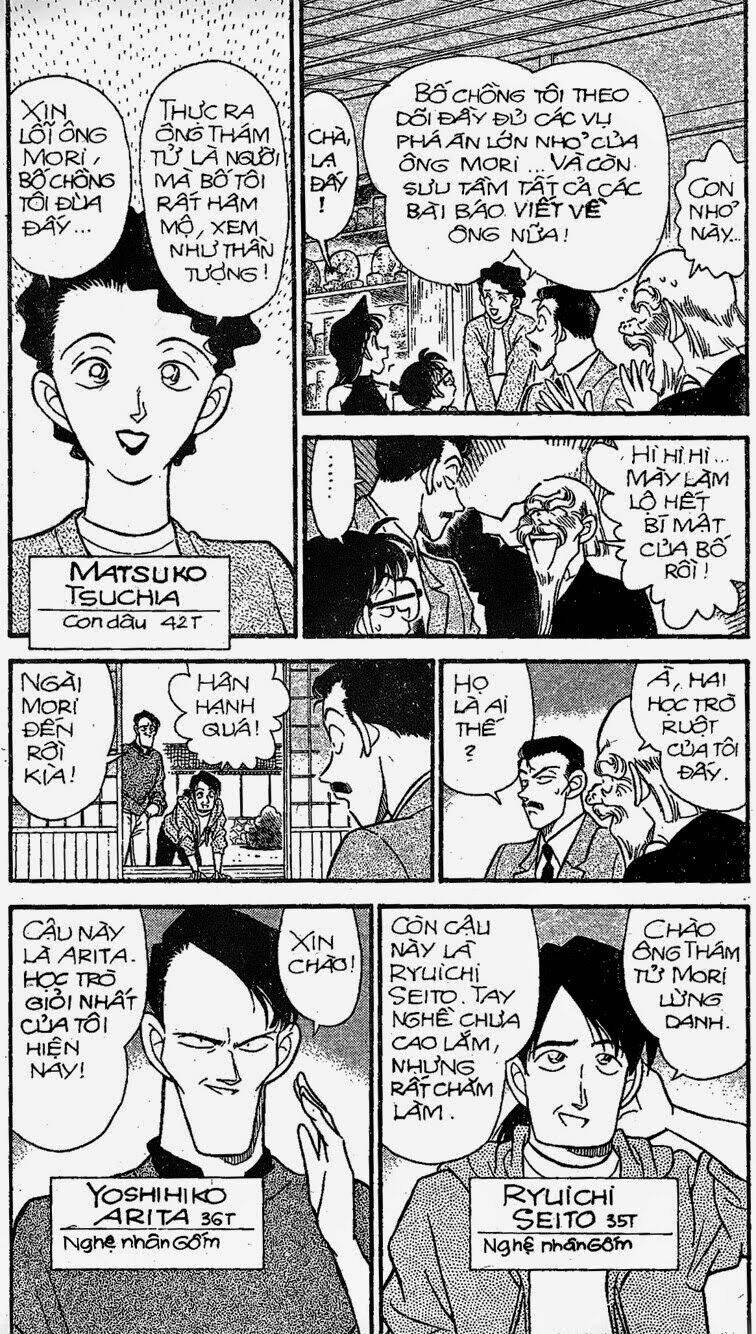 XIN
LỖI ÔNG
MORI,
BỐ CHỒNG
TÔI ĐÙA
ĐẤY...
THỰC RA
ÔNG THÁM
TỬ LÀ NGƯỜI
MÀ BỐ TÔI
RẤT HÂM
MỘ, XEM
NHƯ THẦN
TƯỢNG!
MATSUKO
TSUCHIA
Con dâu 42T
CHÀ,
LẠ
ĐẤY
!
BỐ CHỒNG TÔI THEO
DÕI ĐẦY ĐỦ CÁC VỤ
PHÁ ÁN LỚN NHỎ CỦA
ÔNG MORI ... VÀ CÒN
SƯU TẦM TẤT CẢ CÁC
BÀI BÁO VIẾT VỀ
ÔNG NỮA!
CON
NHỎ
NÀY...
......
HÌ HÌ HÌ...
MÀY LÀM
LỘ HẾT
BÍ MẬT
CỦA BỐ
RỒI!
NGÀI
MORI
ĐẾN
RỒI
KÌA!
HÂN
HẠNH
QUÁ!
HỌ
LÀ AI
THẾ
?
À, HAI
HỌC TRÒ
RUỘT
CỦA TÔI
ĐẤY.
CẬU NÀY
LÀ ARITA.
HỌC TRÒ
GIỎI NHẤT
CỦA TÔI
HIỆN
NAY!
XIN
CHÀO!
YOSHIHIKO
ARITA 36T
Nghệ nhân Gốm
CÒN CẬU
NÀY LÀ
RYUICHI
SEITO. TAY
NGHỀ CHƯA
CAO LẮM,
NHƯNG
RẤT CHĂM
LÀM.
CHÀO
ÔNG THÁM
TỬ MORI
LỪNG
DANH.
RYUICHI
SEITO 35T
Nghệ nhân Gốm